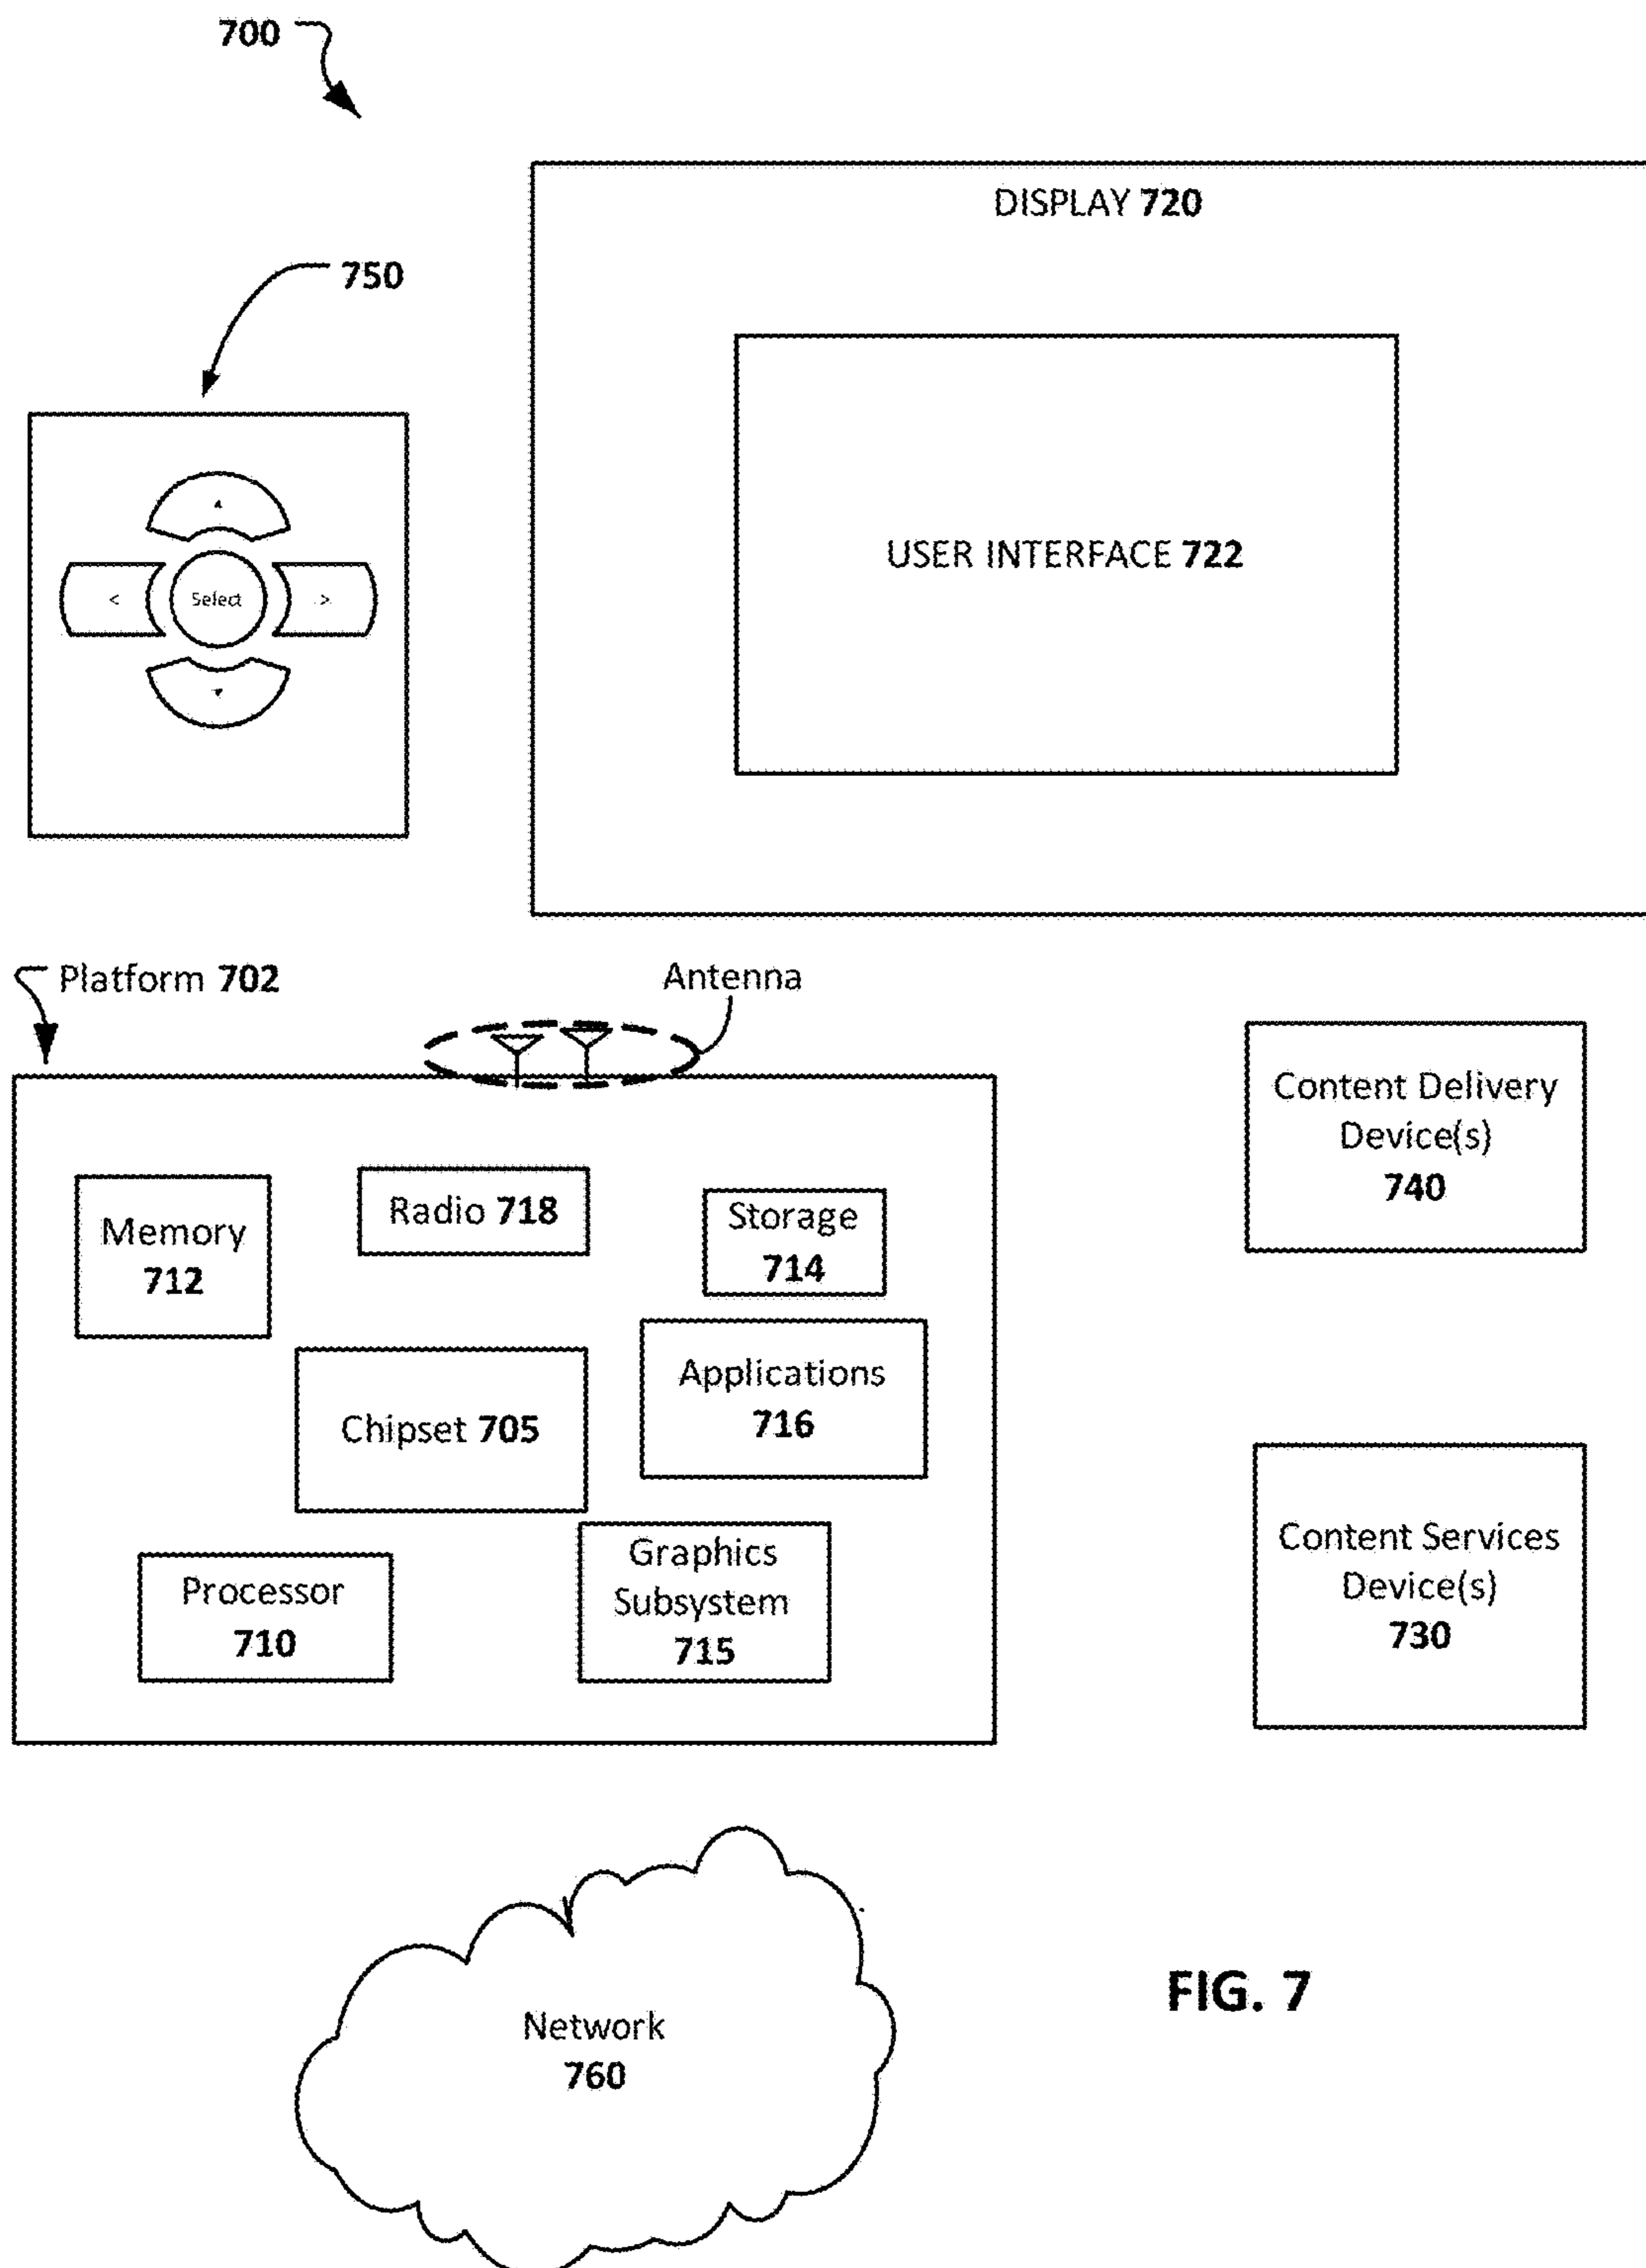 700
DISPLAY 720
750
USER INTERFACE 722
<
Select
>
Platform 702
Antenna
Content Delivery
Device(s)
740
Memory
712
Radio 718
Storage
714
Applications
716
Chipset 705
Content Services
Device(s)
730
Graphics
Subsystem
715
Processor
710
Network
760
FIG. 7